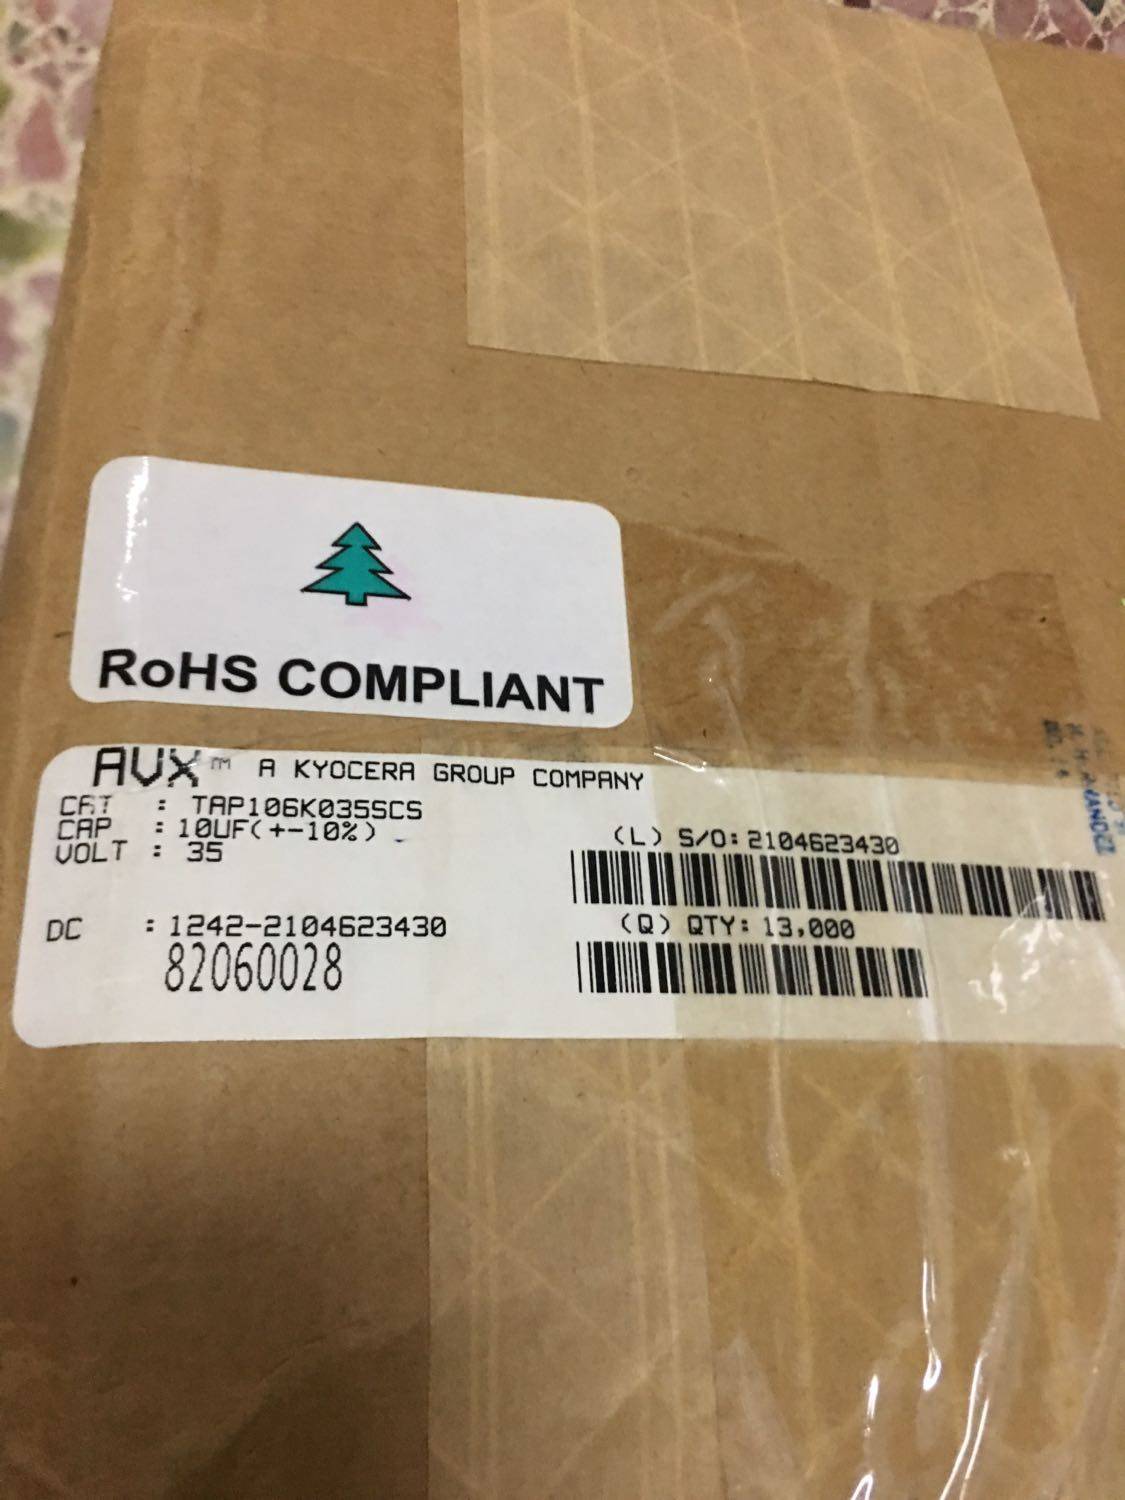 RoHS COMPLIANT
AVX™ A KYOCERA GROUP COMPANY
CAT : TAP106K035SCS
CAP : 10UF(+-10%)
VOLT : 35
(L) S/O: 2104623430
DC : 1242-2104623430
(Q) QTY: 13,000
82060028